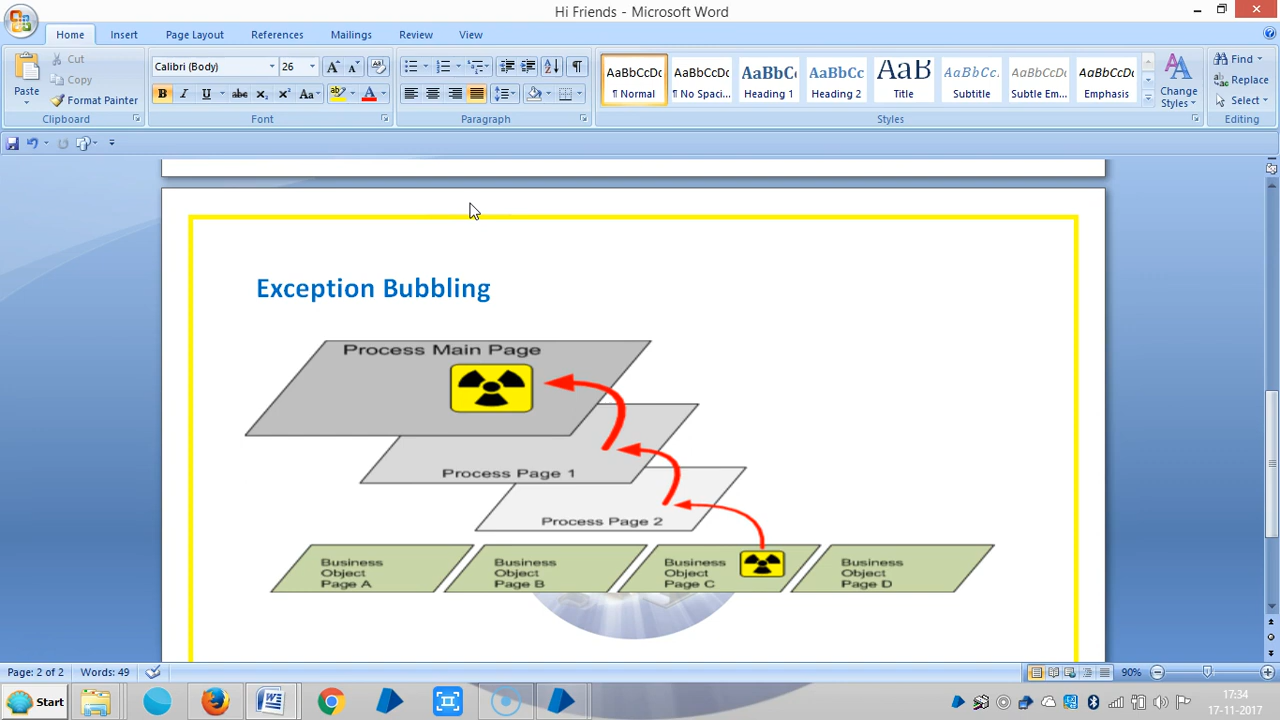 Hi Friends - Microsoft Word
Home Insert Page Layout References Mailings Review View
Paste
Cut
Copy
Format Painter
Clipboard
Calibri (Body) 26
B I U abc x₂ x² Aa
Font
Paragraph
AaBbCcDc AaBbCcDc AaBbCc AaBbCc AaB AaBbCc. AaBbCcDc AaBbCcDc
¶ Normal ¶ No Spaci... Heading 1 Heading 2 Title Subtitle Subtle Em... Emphasis
Change
Styles
Styles
Find
Replace
Select
Editing
Exception Bubbling
Process Main Page
Process Page 1
Process Page 2
Business
Object
Page A
Business
Object
Page B
Business
Object
Page C
Business
Object
Page D
Page: 2 of 2 Words: 49
90%
Start
17:34
17-11-2017